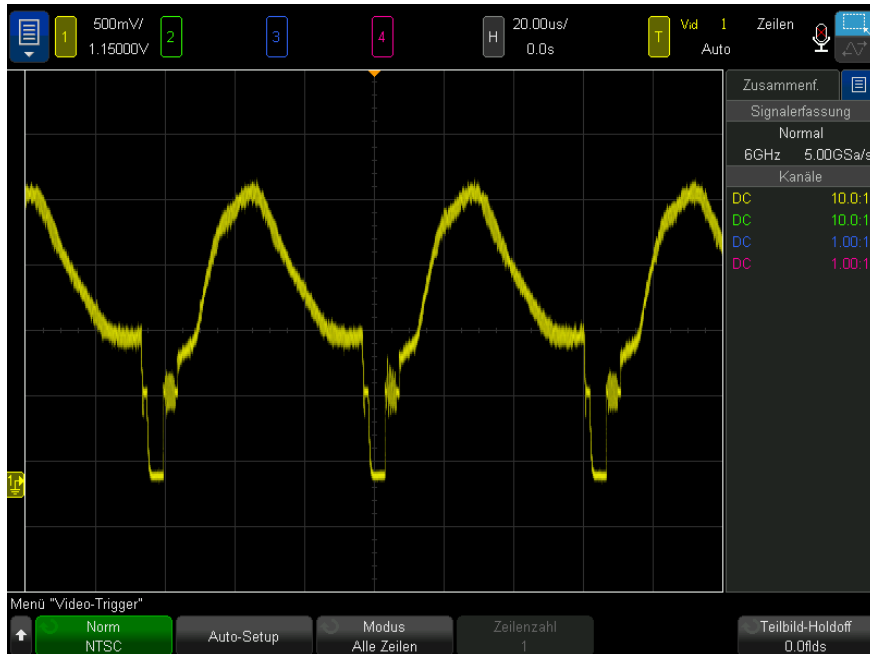 1
500mV/
1.15000V
2
3
4
H
20.00us/
0.0s
T
Vid
1
Zeilen
Auto
Zusammenf.
Signalerfassung
Normal
6GHz 5.00GSa/s
Kanäle
DC 10.0:1
DC 10.0:1
DC 1.00:1
DC 1.00:1
1
Menü "Video-Trigger"
Norm
NTSC
Auto-Setup
Modus
Alle Zeilen
Zeilenzahl
1
Teilbild-Holdoff
0.0flds